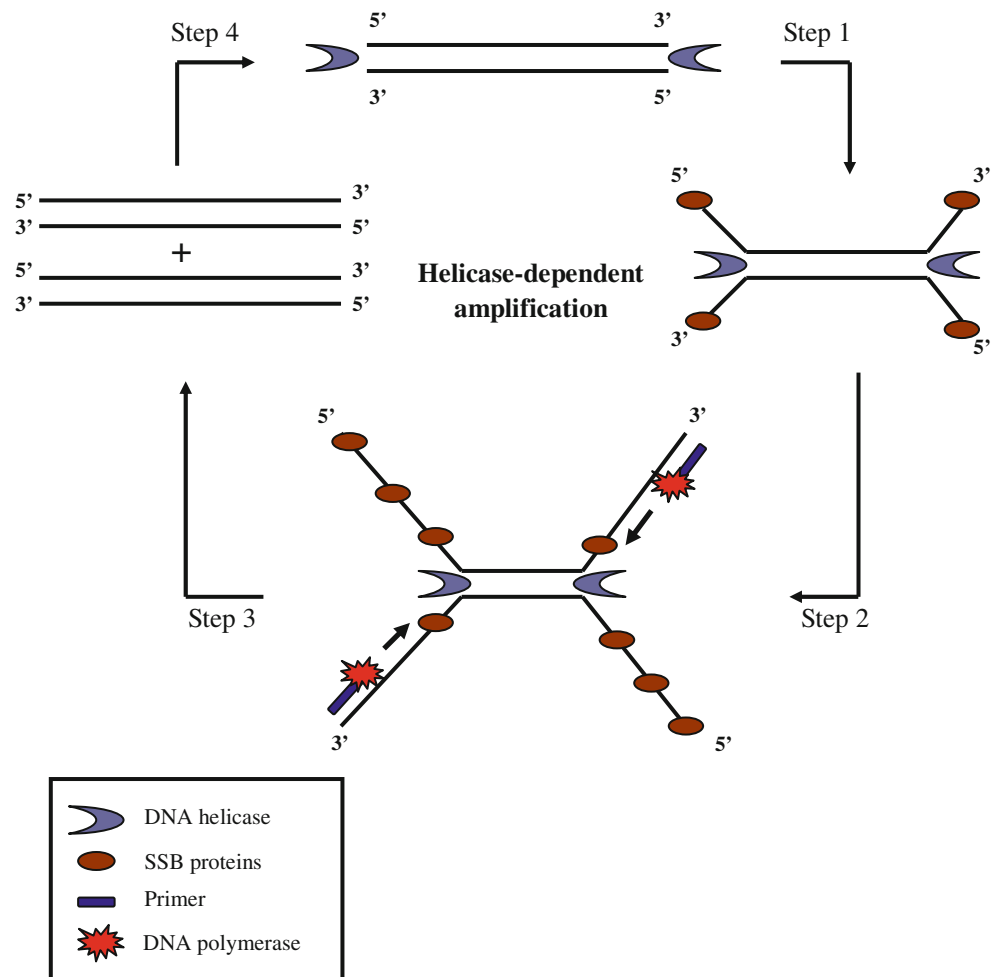 Step 4
5’
3’
Step 1
3’
5’
5’
3’
3’
5’
+
5’
3’
3’
5’
Helicase-dependent
amplification
5’
3’
3’
5’
5’
3’
Step 3
Step 2
3’
5’
DNA helicase
SSB proteins
Primer
DNA polymerase